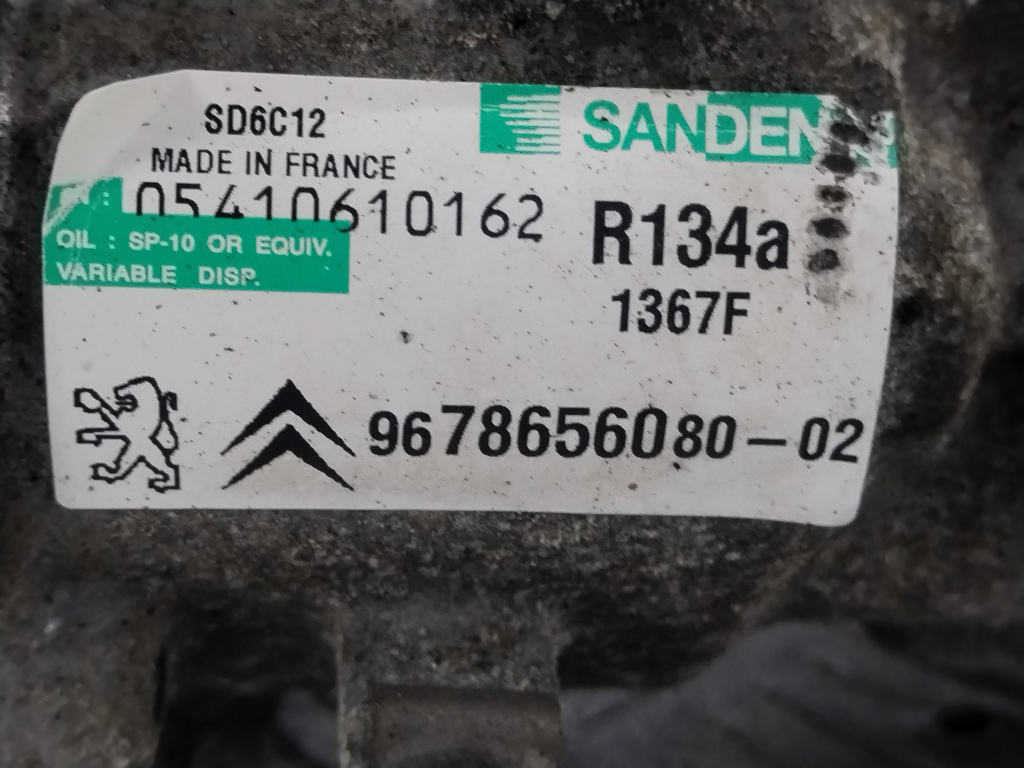 SD6C12
SANDEN
MADE IN FRANCE
05410610162
R134a
OIL : SP-10 OR EQUIV.
VARIABLE DISP.
1367F
9678656080-02